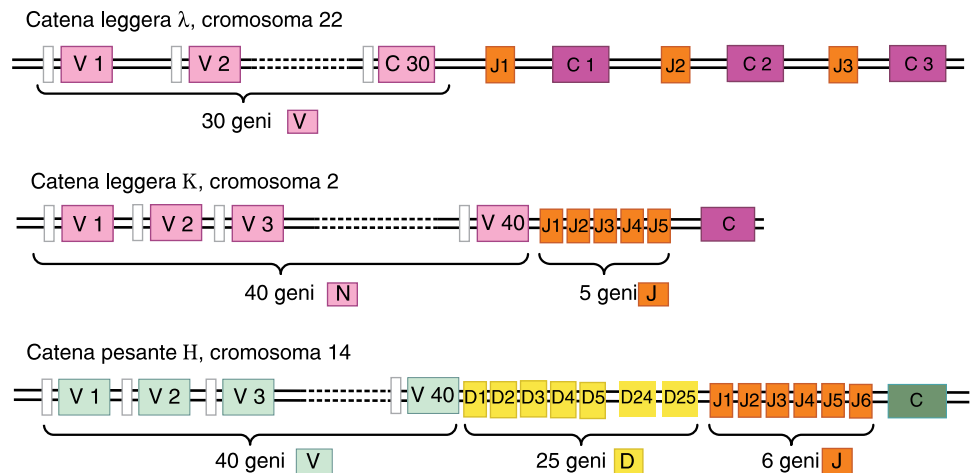 Catena leggera λ, cromosoma 22
V 1 V 2 C 30 J1 C 1 J2 C 2 J3 C 3
30 geni V
Catena leggera K, cromosoma 2
V 1 V 2 V 3 V 40 J1 J2 J3 J4 J5 C
40 geni N 5 geni J
Catena pesante H, cromosoma 14
V 1 V 2 V 3 V 40 D1 D2 D3 D4 D5 D24 D25 J1 J2 J3 J4 J5 J6 C
40 geni V 25 geni D 6 geni J